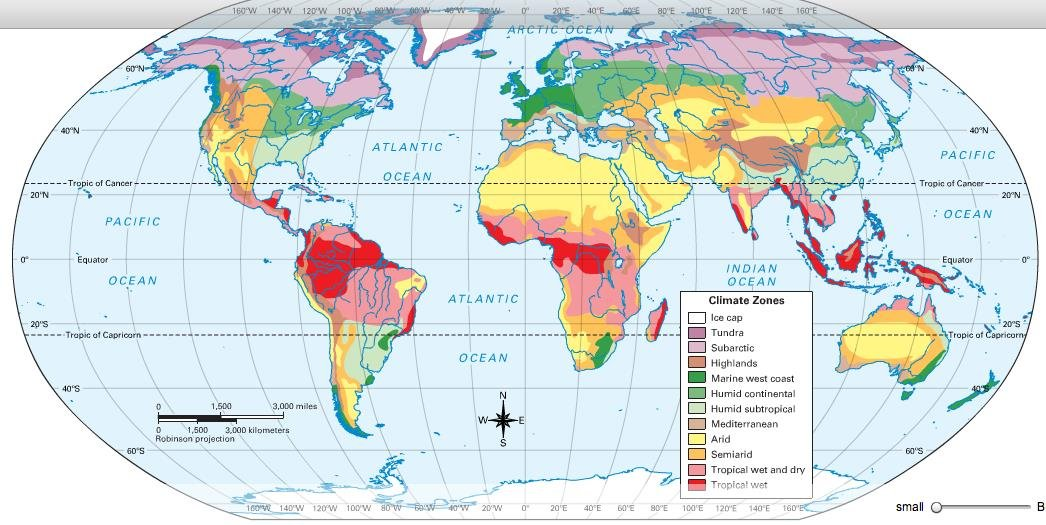 160°W 140°W 120°W 100°W 80°W 60°W 40°W 20°W 0° 20°E 40°E 60°E 80°E 100°E 120°E 140°E 160°E
ARCTIC OCEAN
60°N 60°N
40°N 40°N
ATLANTIC
OCEAN
PACIFIC
OCEAN
Tropic of Cancer Tropic of Cancer
20°N 20°N
PACIFIC
OCEAN
0° Equator Equator 0°
INDIAN
OCEAN
ATLANTIC
OCEAN
20°S 20°S
Tropic of Capricorn Tropic of Capricorn
40°S 40°S
60°S 60°S
Climate Zones
Ice cap
Tundra
Subarctic
Highlands
Marine west coast
Humid continental
Humid subtropical
Mediterranean
Arid
Semiarid
Tropical wet and dry
Tropical wet
N
W E
S
0 1,500 3,000 miles
0 1,500 3,000 kilometers
Robinson projection
160°W 140°W 120°W 100°W 80°W 60°W 40°W 20°W 0° 20°E 40°E 60°E 80°E 100°E 120°E 140°E 160°E
small B